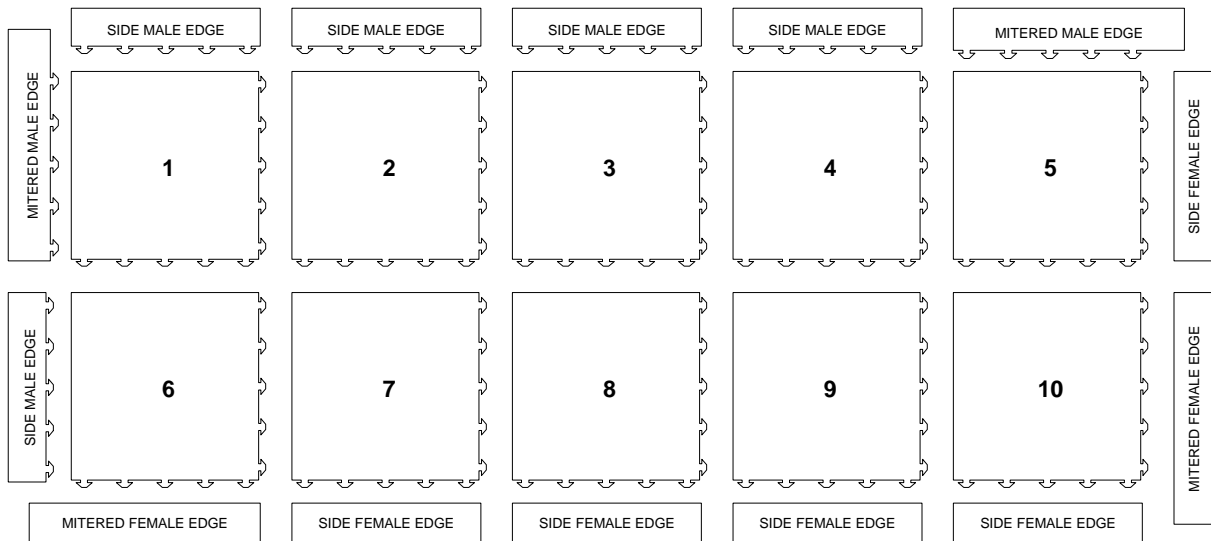 SIDE MALE EDGE
SIDE MALE EDGE
SIDE MALE EDGE
SIDE MALE EDGE
MITERED MALE EDGE
MITERED MALE EDGE
1
2
3
4
5
SIDE FEMALE EDGE
SIDE MALE EDGE
6
7
8
9
10
MITERED FEMALE EDGE
MITERED FEMALE EDGE
SIDE FEMALE EDGE
SIDE FEMALE EDGE
SIDE FEMALE EDGE
SIDE FEMALE EDGE